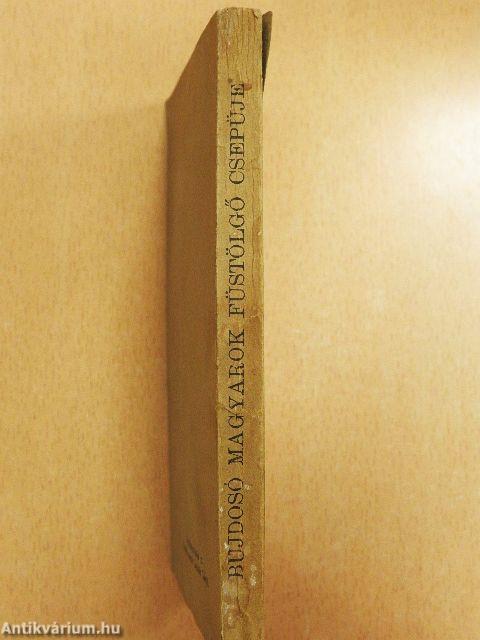 BUJDOSÓ MAGYAROK FÜSTÖLGŐ CSEPÜJE
Antikvárium.hu